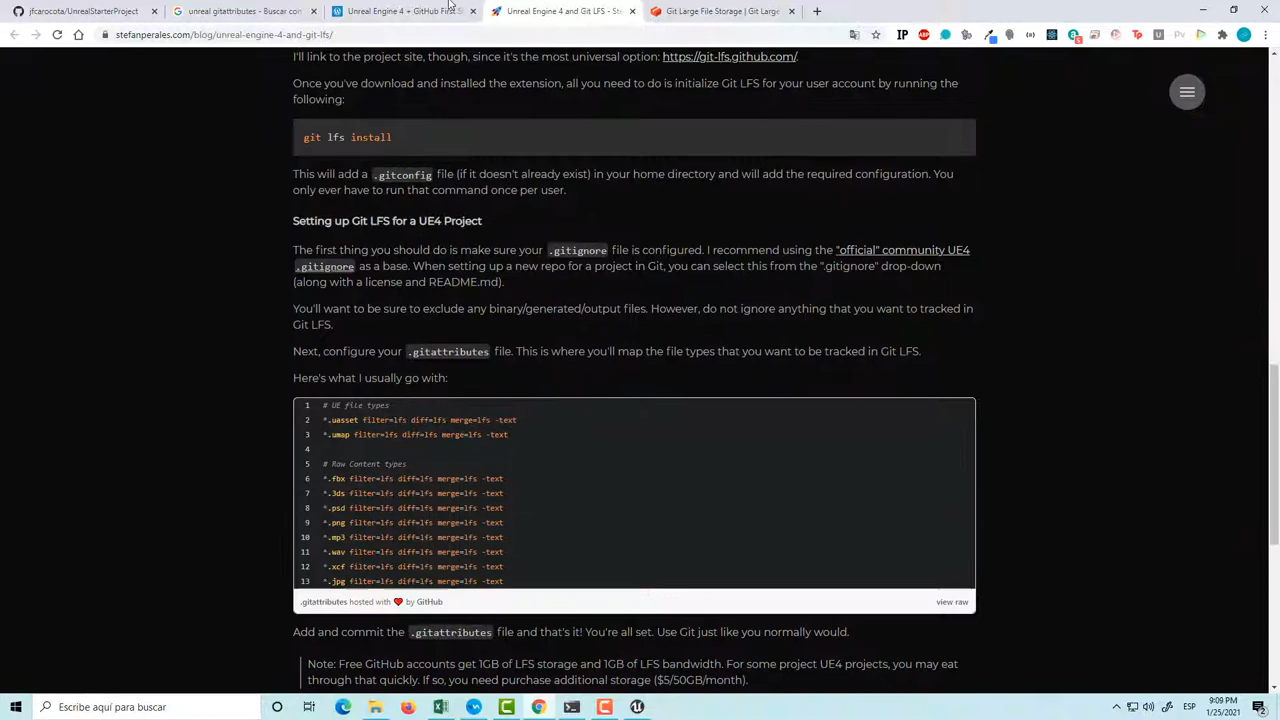 jfcarocota/UnrealStarterProject
unreal gitattributes - Buscar con
Unreal Engine 4 + GitHub First S
Unreal Engine 4 and Git LFS - St
Git Large File Storage | Git Large
stefanperales.com/blog/unreal-engine-4-and-git-lfs/
I'll link to the project site, though, since it's the most universal option: https://git-lfs.github.com/.
Once you've download and installed the extension, all you need to do is initialize Git LFS for your user account by running the
following:
git lfs install
This will add a .gitconfig file (if it doesn't already exist) in your home directory and will add the required configuration. You
only ever have to run that command once per user.
Setting up Git LFS for a UE4 Project
The first thing you should do is make sure your .gitignore file is configured. I recommend using the "official" community UE4
.gitignore as a base. When setting up a new repo for a project in Git, you can select this from the ".gitignore" drop-down
(along with a license and README.md).
You'll want to be sure to exclude any binary/generated/output files. However, do not ignore anything that you want to tracked in
Git LFS.
Next, configure your .gitattributes file. This is where you'll map the file types that you want to be tracked in Git LFS.
Here's what I usually go with:
1 # UE file types
2 *.uasset filter=lfs diff=lfs merge=lfs -text
3 *.umap filter=lfs diff=lfs merge=lfs -text
4
5 # Raw Content types
6 *.fbx filter=lfs diff=lfs merge=lfs -text
7 *.3ds filter=lfs diff=lfs merge=lfs -text
8 *.psd filter=lfs diff=lfs merge=lfs -text
9 *.png filter=lfs diff=lfs merge=lfs -text
10 *.mp3 filter=lfs diff=lfs merge=lfs -text
11 *.wav filter=lfs diff=lfs merge=lfs -text
12 *.xcf filter=lfs diff=lfs merge=lfs -text
13 *.jpg filter=lfs diff=lfs merge=lfs -text
.gitattributes hosted with ❤ by GitHub view raw
Add and commit the .gitattributes file and that's it! You're all set. Use Git just like you normally would.
Note: Free GitHub accounts get 1GB of LFS storage and 1GB of LFS bandwidth. For some project UE4 projects, you may eat
through that quickly. If so, you need purchase additional storage ($5/50GB/month).
Escribe aquí para buscar
ESP
9:09 PM
1/25/2021